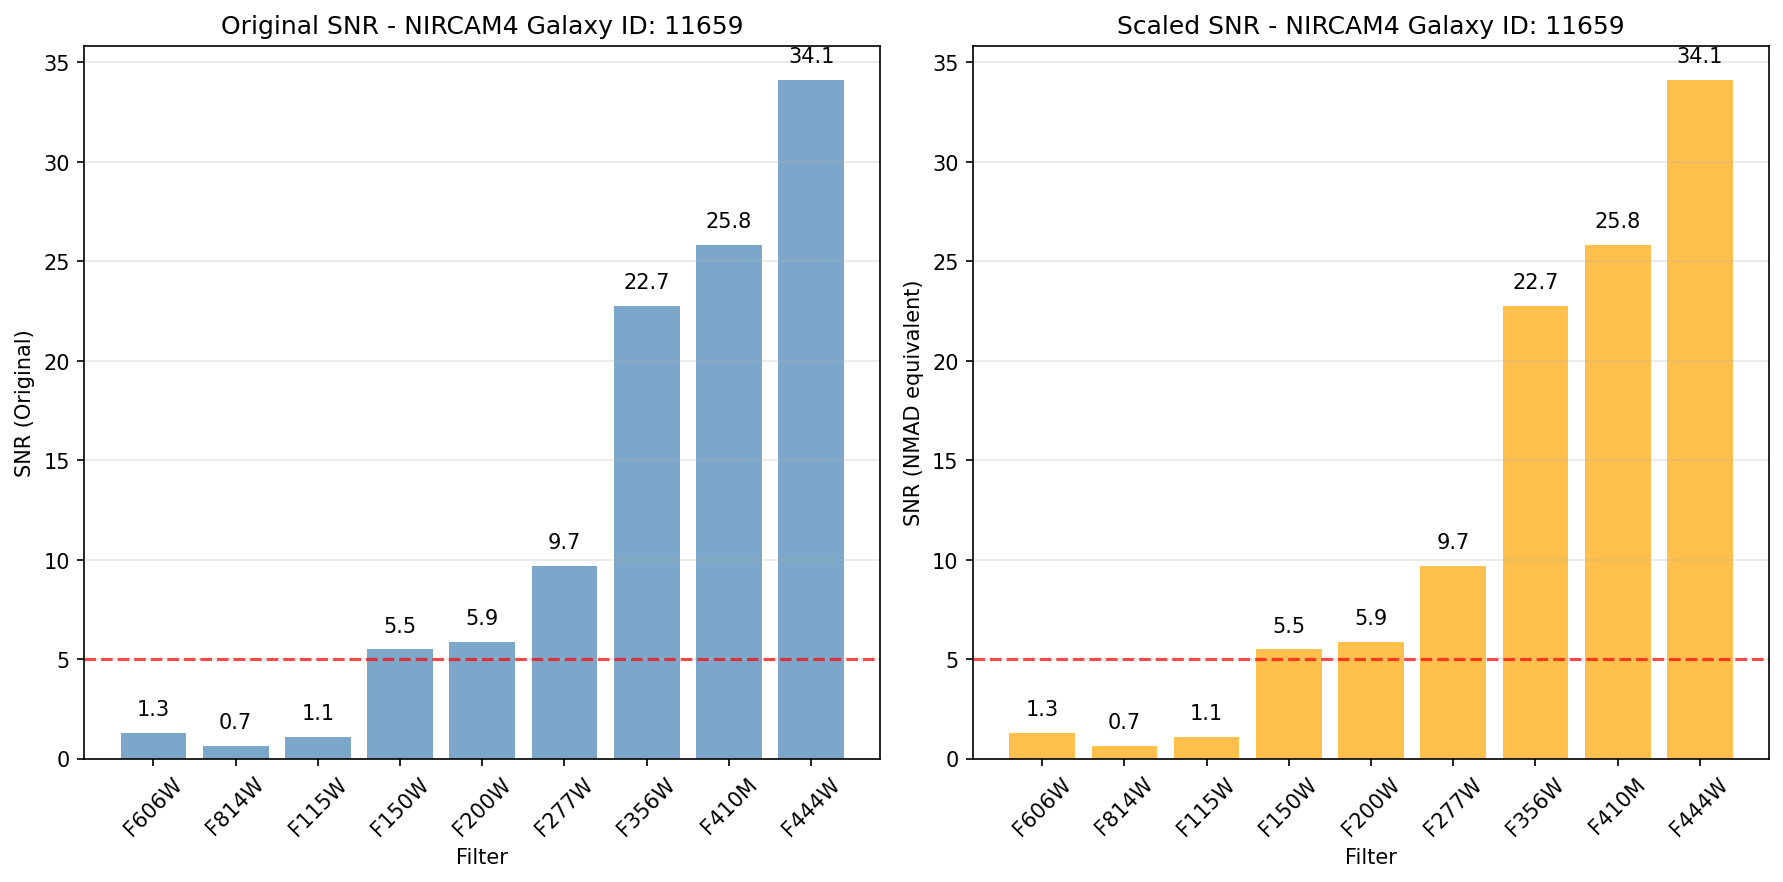 Original SNR - NIRCAM4 Galaxy ID: 11659
SNR (Original)
35
30
25
20
15
10
5
0
1.3
0.7
1.1
5.5
5.9
9.7
22.7
25.8
34.1
F606W
F814W
F115W
F150W
F200W
F277W
F356W
F410M
F444W
Filter
Scaled SNR - NIRCAM4 Galaxy ID: 11659
SNR (NMAD equivalent)
35
30
25
20
15
10
5
0
1.3
0.7
1.1
5.5
5.9
9.7
22.7
25.8
34.1
F606W
F814W
F115W
F150W
F200W
F277W
F356W
F410M
F444W
Filter